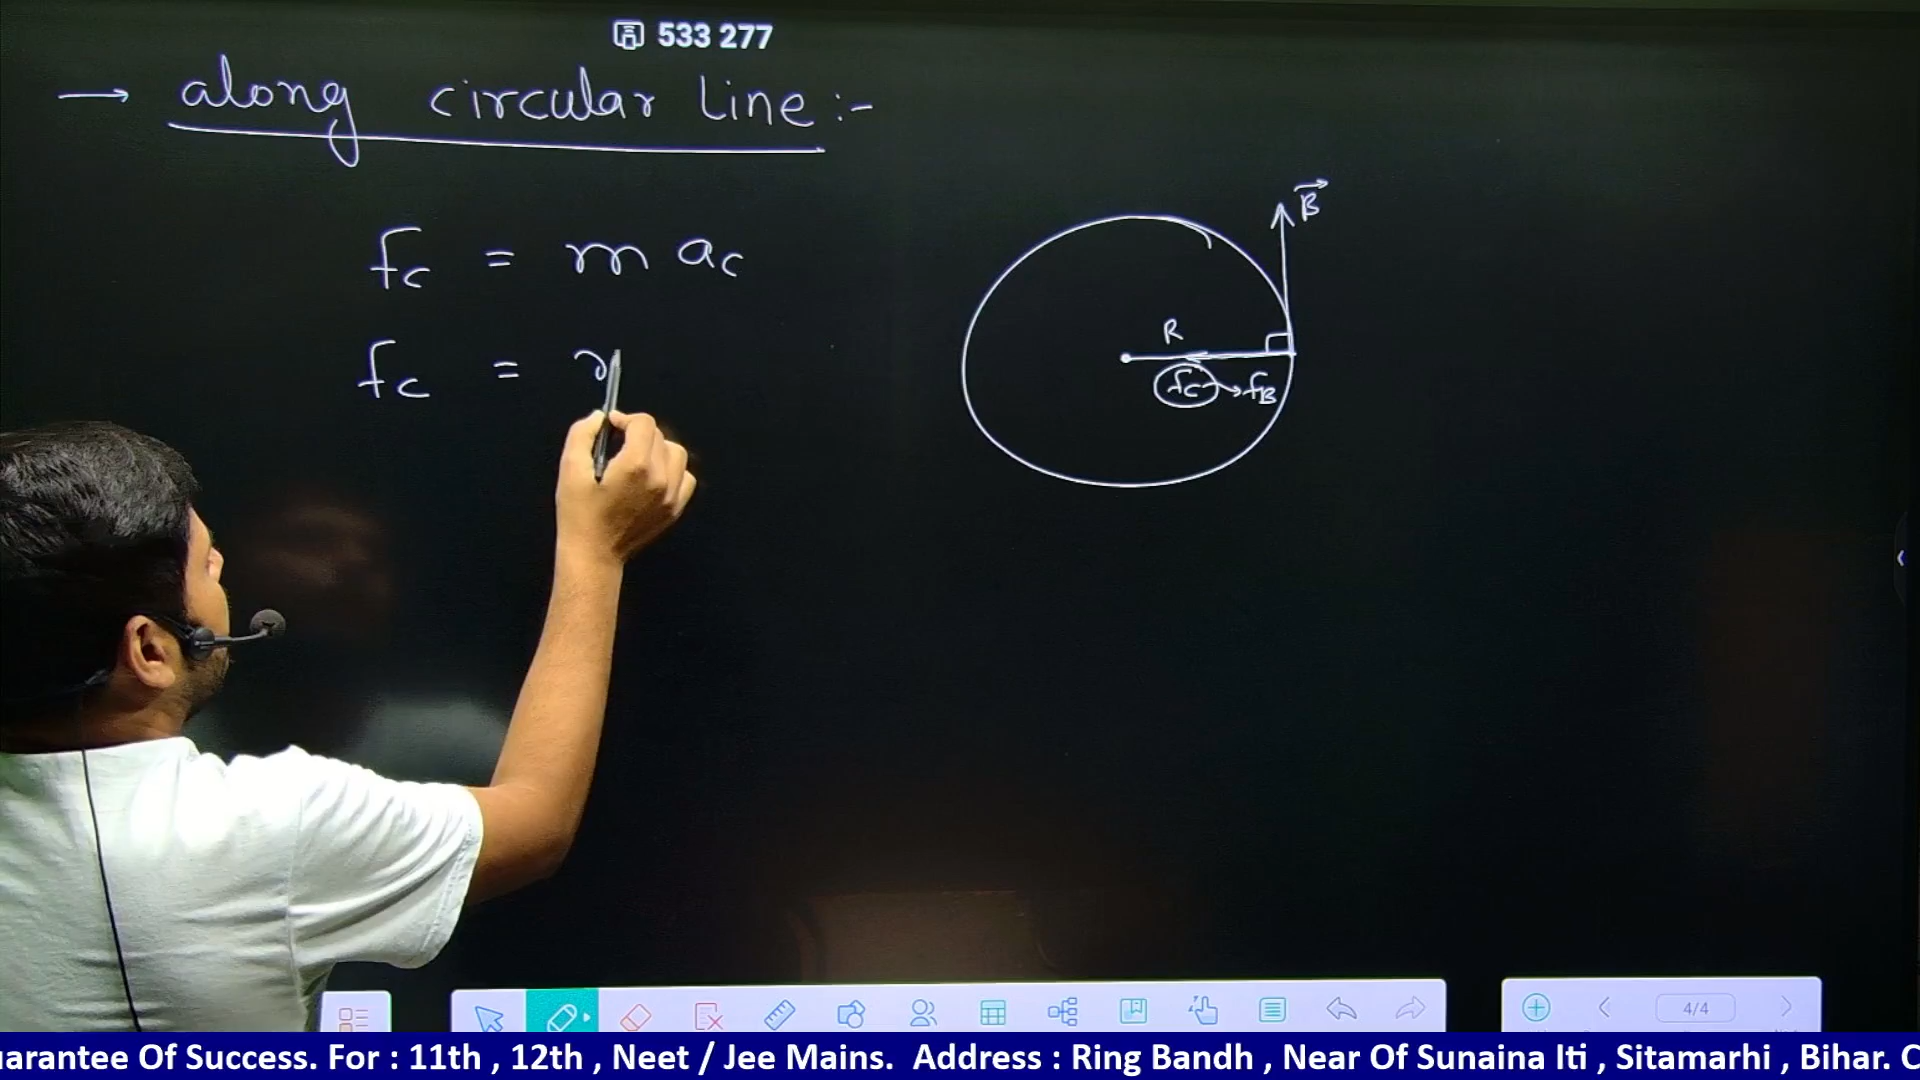 533 277
→ along circular line :-
fc = m ac
fc =
B
R
fc → fB
4/4
uarantee Of Success. For : 11th , 12th , Neet / Jee Mains. Address : Ring Bandh , Near Of Sunaina Iti , Sitamarhi , Bihar. C